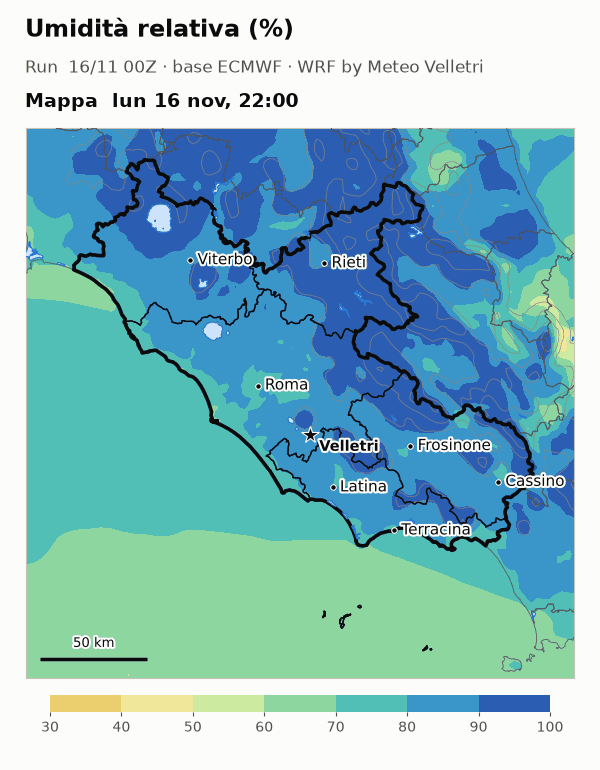 Umidità relativa (%)
Run  16/11 00Z · base ECMWF · WRF by Meteo Velletri
Mappa  lun 16 nov, 22:00
Viterbo
Rieti
Roma
Velletri
Frosinone
Latina
Cassino
Terracina
50 km
30 40 50 60 70 80 90 100